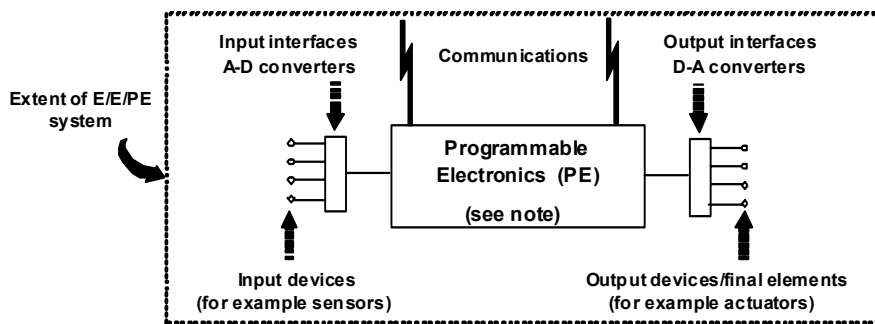 Extent of E/E/PE
system
Input interfaces
A-D converters
Communications
Output interfaces
D-A converters
Programmable
Electronics (PE)
(see note)
Input devices
(for example sensors)
Output devices/final elements
(for example actuators)